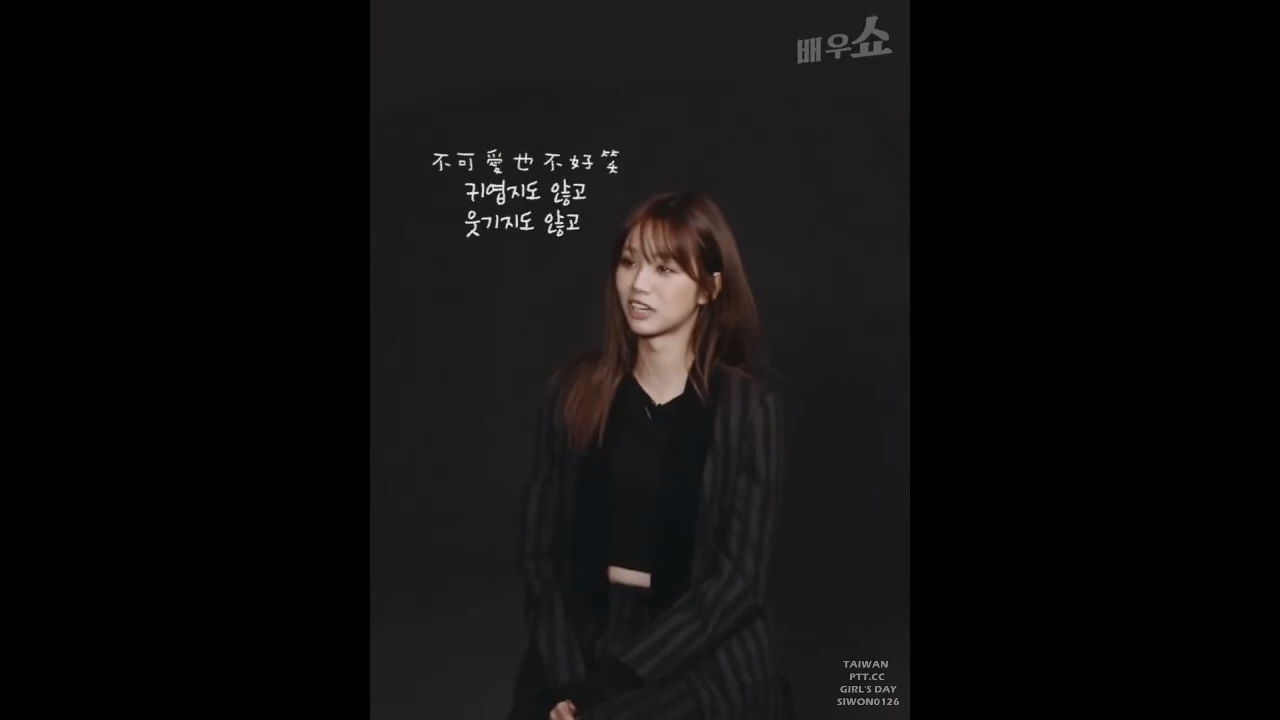 배우쇼
不可愛也不好笑
귀엽지도 않고
웃기지도 않고
TAIWAN
PTT.CC
GIRL'S DAY
SIWON0126